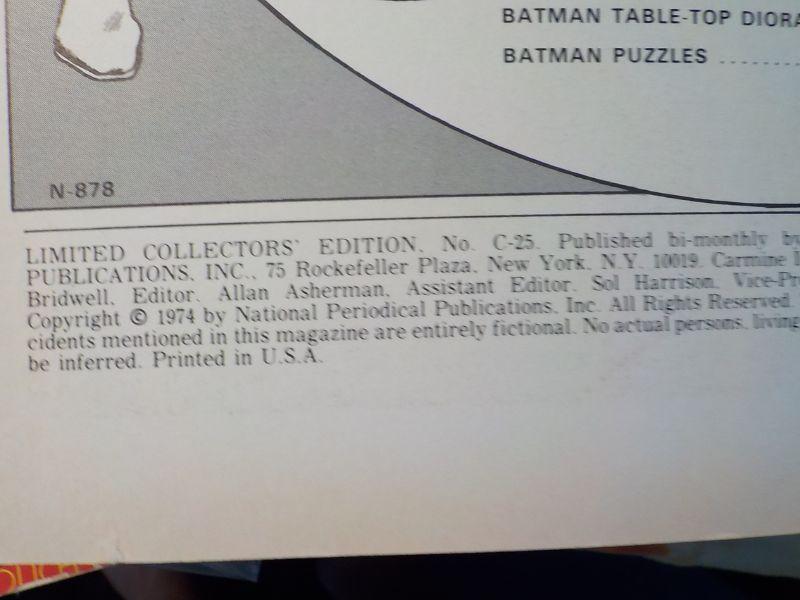 BATMAN TABLE-TOP
BATMAN PUZZLES ........
N-878
LIMITED COLLECTORS' EDITION, No. C-25. Published bi-monthly by
PUBLICATIONS, INC., 75 Rockefeller Plaza, New York, N.Y. 10019. Carmine
Bridwell, Editor. Allan Asherman, Assistant Editor. Sol Harrison, Vice-Pr
Copyright © 1974 by National Periodical Publications, Inc. All Rights Reserved.
cidents mentioned in this magazine are entirely fictional. No actual persons, living
be inferred. Printed in U.S.A.